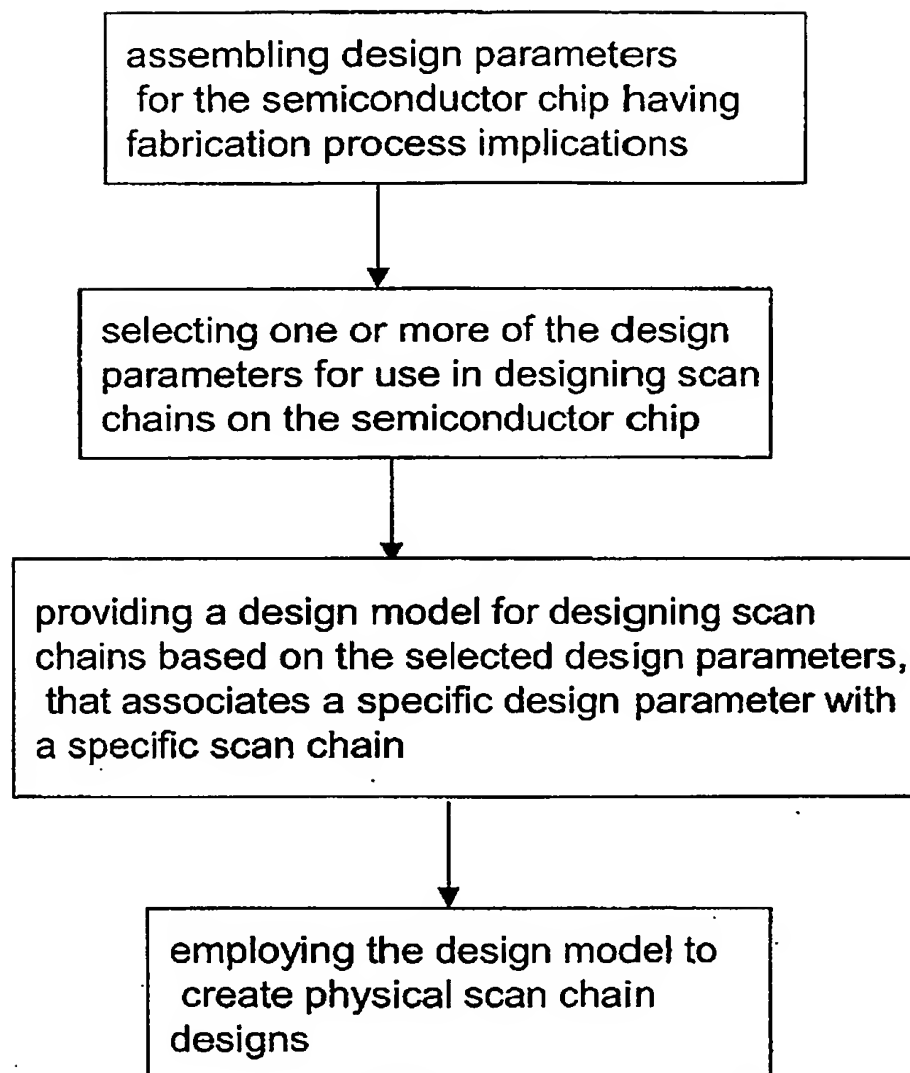 assembling design parameters
for the semiconductor chip having
fabrication process implications
selecting one or more of the design
parameters for use in designing scan
chains on the semiconductor chip
providing a design model for designing scan
chains based on the selected design parameters,
that associates a specific design parameter with
a specific scan chain
employing the design model to
create physical scan chain
designs